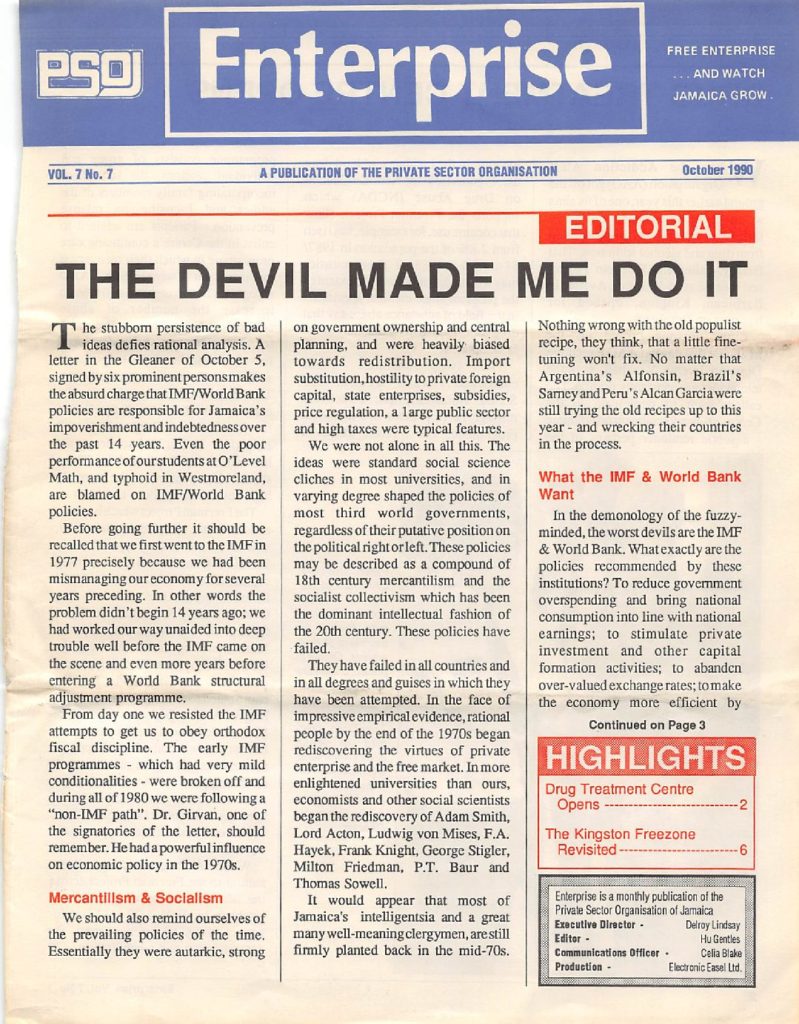 PSOJ
Enterprise
FREE ENTERPRISE
. . . AND WATCH
JAMAICA GROW .
VOL. 7 No. 7
A PUBLICATION OF THE PRIVATE SECTOR ORGANISATION
October 1990
EDITORIAL
THE DEVIL MADE ME DO IT
The stubborn persistence of bad
ideas defies rational analysis. A
letter in the Gleaner of October 5,
signed by six prominent persons makes
the absurd charge that IMF/World Bank
policies are responsible for Jamaica's
impoverishment and indebtedness over
the past 14 years. Even the poor
performance of our students at O'Level
Math, and typhoid in Westmoreland,
are blamed on IMF/World Bank
policies.
Before going further it should be
recalled that we first went to the IMF in
1977 precisely because we had been
mismanaging our economy for several
years preceding. In other words the
problem didn't begin 14 years ago; we
had worked our way unaided into deep
trouble well before the IMF came on
the scene and even more years before
entering a World Bank structural
adjustment programme.
From day one we resisted the IMF
attempts to get us to obey orthodox
fiscal discipline. The early IMF
programmes - which had very mild
conditionalities - were broken off and
during all of 1980 we were following a
"non-IMF path". Dr. Girvan, one of
the signatories of the letter, should
remember. He had a powerful influence
on economic policy in the 1970s.
Mercantilism & Socialism
We should also remind ourselves of
the prevailing policies of the time.
Essentially they were autarkic, strong
on government ownership and central
planning, and were heavily biased
towards redistribution. Import
substitution, hostility to private foreign
capital, state enterprises, subsidies,
price regulation, a large public sector
and high taxes were typical features.
We were not alone in all this. The
ideas were standard social science
cliches in most universities, and in
varying degree shaped the policies of
most third world governments,
regardless of their putative position on
the political right or left. These policies
may be described as a compound of
18th century mercantilism and the
socialist collectivism which has been
the dominant intellectual fashion of
the 20th century. These policies have
failed.
They have failed in all countries and
in all degrees and guises in which they
have been attempted. In the face of
impressive empirical evidence, rational
people by the end of the 1970s began
rediscovering the virtues of private
enterprise and the free market. In more
enlightened universities than ours,
economists and other social scientists
began the rediscovery of Adam Smith,
Lord Acton, Ludwig von Mises, F.A.
Hayek, Frank Knight, George Stigler,
Milton Friedman, P.T. Baur and
Thomas Sowell.
It would appear that most of
Jamaica's intelligentsia and a great
many well-meaning clergymen, are still
firmly planted back in the mid-70s.
Nothing wrong with the old populist
recipe, they think, that a little fine-
tuning won't fix. No matter that
Argentina's Alfonsin, Brazil's
Sarney and Peru's Alcan Garcia were
still trying the old recipes up to this
year - and wrecking their countries
in the process.
What the IMF & World Bank
Want
In the demonology of the fuzzy-
minded, the worst devils are the IMF
& World Bank. What exactly are the
policies recommended by these
institutions? To reduce government
overspending and bring national
consumption into line with national
earnings; to stimulate private
investment and other capital
formation activities; to abandon
over-valued exchange rates; to make
the economy more efficient by
Continued on Page 3
HIGHLIGHTS
Drug Treatment Centre
Opens ---------------------------2
The Kingston Freezone
Revisited------------------------6
Enterprise is a monthly publication of the
Private Sector Organisation of Jamaica
Executive Director - Delroy Lindsay
Editor - Hu Gentles
Communications Officer - Celia Blake
Production - Electronic Easel Ltd.